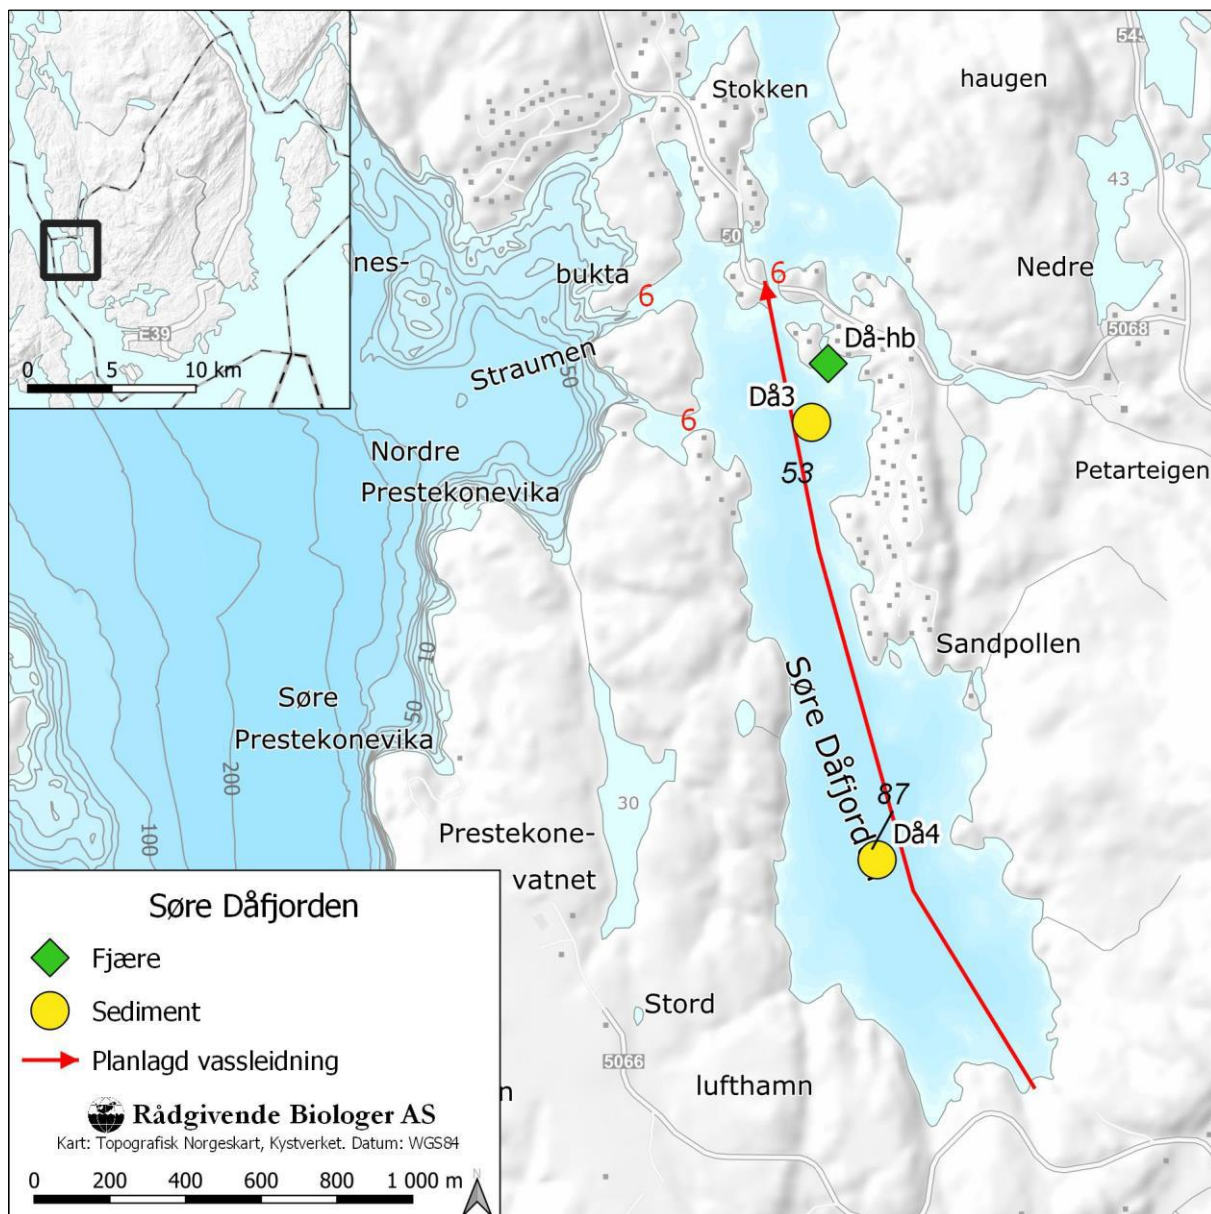 Stokken
haugen
545
43
nes-
bukta
6
50
6
Nedre
5068
E39
0 5 10 km
Straumen
50
Då-hb
Då3
6
Nordre
Prestekonevika
53
Petarteigen
Sandpollen
10
50
Søre
Prestekonevika
200
100
Søre Dåfjord
87
Då4
30
Prestekone-
vatnet
Stord
5066
lufthamn
n
Søre Dåfjorden
Fjære
Sediment
Planlagd vassleidning
Rådgivende Biologer AS
Kart: Topografisk Norgeskart, Kystverket. Datum: WGS84
0 200 400 600 800 1 000 m
N